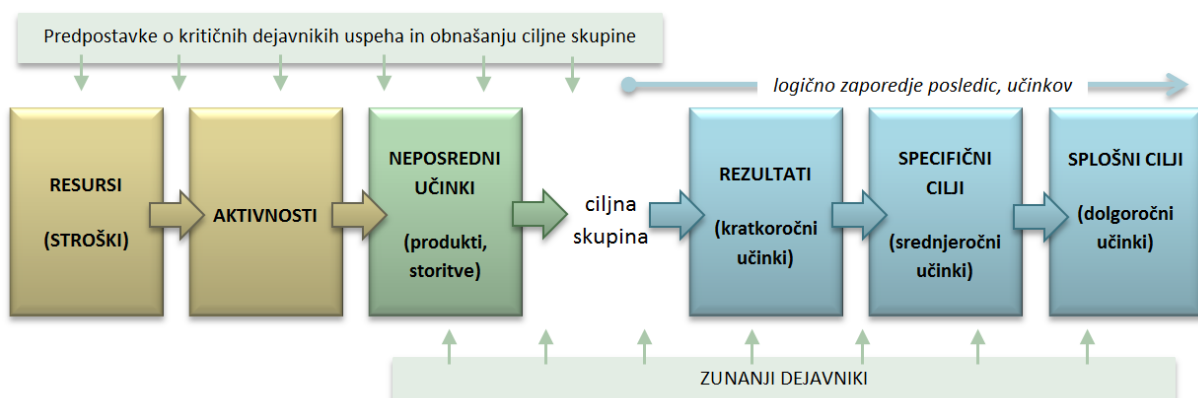 Predpostavke o kritičnih dejavnikih uspeha in obnašanju ciljne skupine
logično zaporedje posledic, učinkov
RESURSI
(STROŠKI)
AKTIVNOSTI
NEPOSREDNI
UČINKI
(produkti,
storitve)
ciljna
skupina
REZULTATI
(kratkoročni
učinki)
SPECIFIČNI
CILJI
(srednjeročni
učinki)
SPLOŠNI CILJI
(dolgoročni
učinki)
ZUNANJI DEJAVNIKI